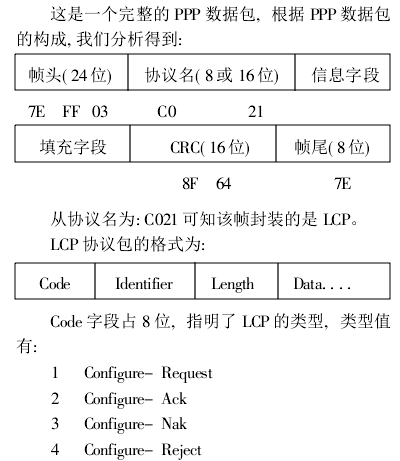 这是一个完整的 PPP 数据包, 根据 PPP 数据包
的构成, 我们分析得到:
帧头( 24 位) 协议名( 8 或 16 位) 信息字段
7E FF 03 C0 21
填充字段 CRC( 16 位) 帧尾( 8 位)
8F 64 7E
从协议名为: C021 可知该帧封装的是 LCP。
LCP 协议包的格式为:
Code Identifier Length Data....
Code 字段占 8 位, 指明了 LCP 的类型, 类型值
有:
1 Configure- Request
2 Configure- Ack
3 Configure- Nak
4 Configure- Reject